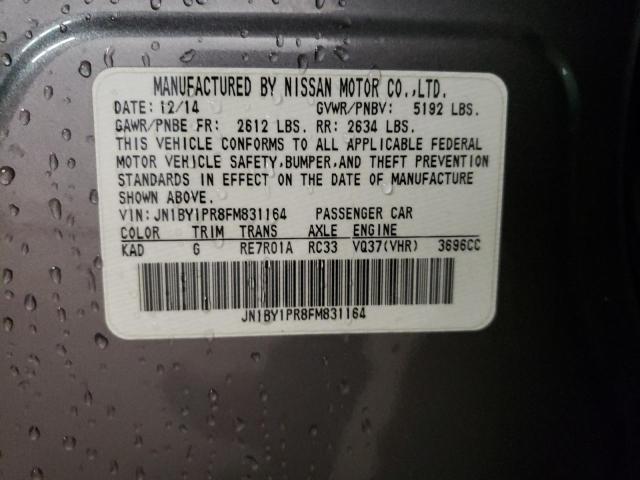 MANUFACTURED BY NISSAN MOTOR CO.,LTD.
DATE: 12/14 GVWR/PNBV: 5192 LBS.
GAWR/PNBE FR: 2612 LBS. RR: 2634 LBS.
THIS VEHICLE CONFORMS TO ALL APPLICABLE FEDERAL
MOTOR VEHICLE SAFETY,BUMPER,AND THEFT PREVENTION
STANDARDS IN EFFECT ON THE DATE OF MANUFACTURE
SHOWN ABOVE.
VIN: JN1BY1PR8FM831164 PASSENGER CAR
COLOR TRIM TRANS AXLE ENGINE
KAD G RE7R01A RC33 VQ37(VHR) 3696CC
JN1BY1PR8FM831164